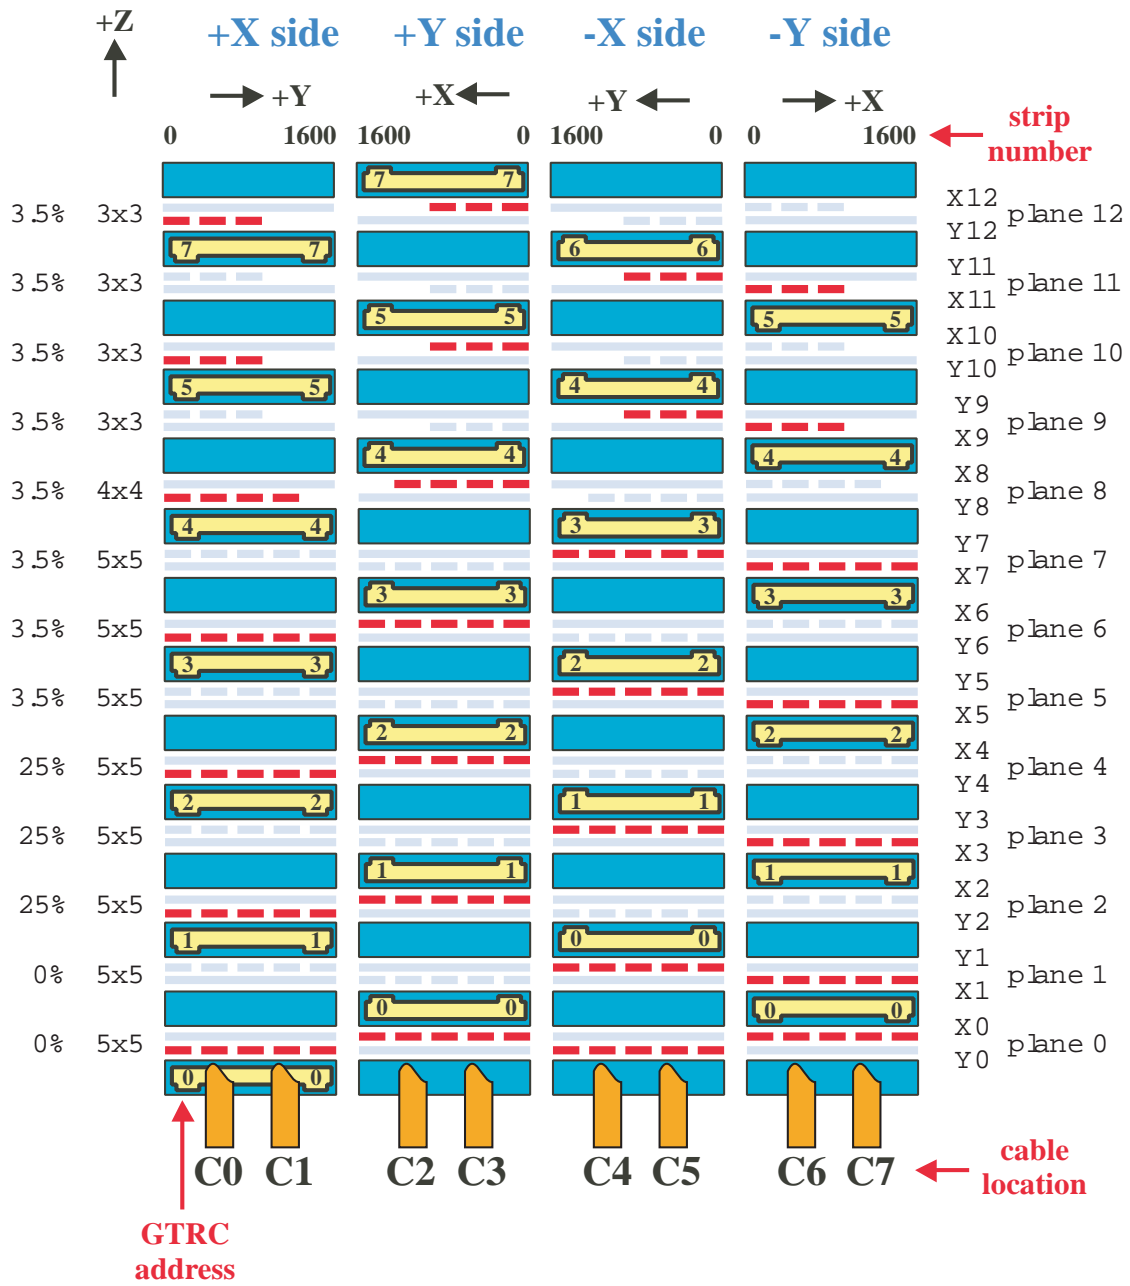 +Z
+X side +Y side -X side -Y side
+Y +X +Y +X
0 1600 1600 0 1600 0 0 1600
strip
number
7 7
3.5% 3x3 X12 plane 12
Y12
7 7 6 6
3.5% 3x3 Y11 plane 11
X11
5 5 5 5
3.5% 3x3 X10 plane 10
Y10
5 5 4 4
3.5% 3x3 Y9 plane 9
X9
4 4 4 4
3.5% 4x4 X8 plane 8
Y8
4 4 3 3
3.5% 5x5 Y7 plane 7
X7
3 3 3 3
3.5% 5x5 X6 plane 6
Y6
3 3 2 2
3.5% 5x5 Y5 plane 5
X5
2 2 2 2
25% 5x5 X4 plane 4
Y4
2 2 1 1
25% 5x5 Y3 plane 3
X3
1 1 1 1
25% 5x5 X2 plane 2
Y2
1 1 0 0
0% 5x5 Y1 plane 1
X1
0 0 0 0
0% 5x5 X0 plane 0
Y0
0 0
C0 C1 C2 C3 C4 C5 C6 C7
cable
location
GTRC
address